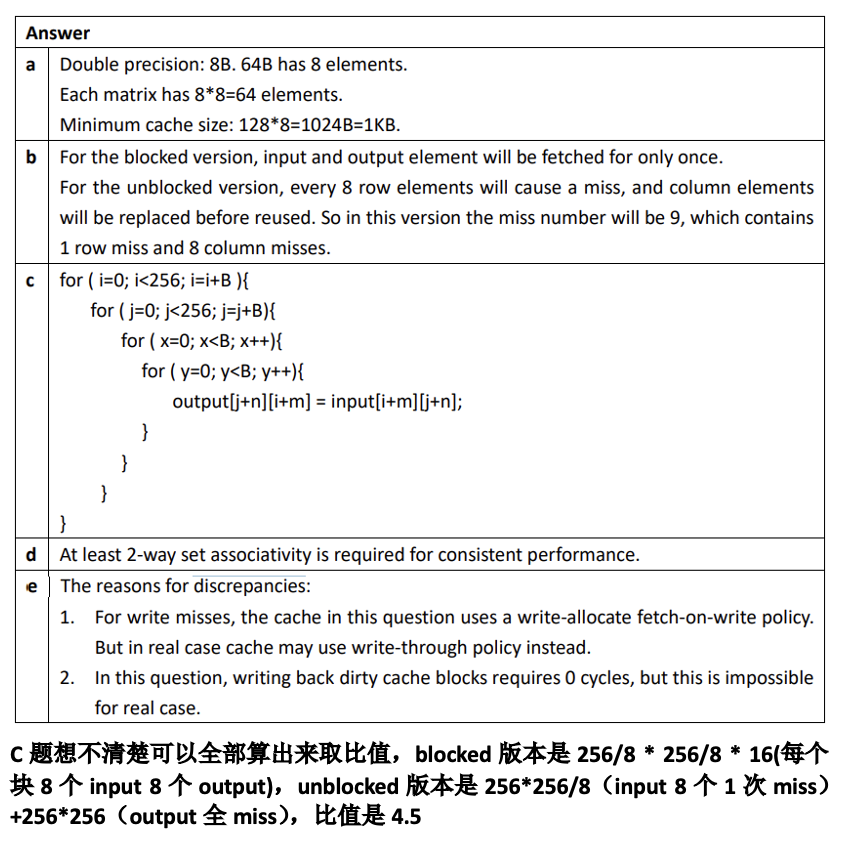 Answer
a Double precision: 8B. 64B has 8 elements.
Each matrix has 8*8=64 elements.
Minimum cache size: 128*8=1024B=1KB.
b For the blocked version, input and output element will be fetched for only once.
For the unblocked version, every 8 row elements will cause a miss, and column elements
will be replaced before reused. So in this version the miss number will be 9, which contains
1 row miss and 8 column misses.
c for ( i=0; i<256; i=i+B ){
for ( j=0; j<256; j=j+B){
for ( x=0; x<B; x++){
for ( y=0; y<B; y++){
output[j+n][i+m] = input[i+m][j+n];
}
}
}
}
d At least 2-way set associativity is required for consistent performance.
e The reasons for discrepancies:
1. For write misses, the cache in this question uses a write-allocate fetch-on-write policy.
But in real case cache may use write-through policy instead.
2. In this question, writing back dirty cache blocks requires 0 cycles, but this is impossible
for real case.
C 题想不清楚可以全部算出来取比值，blocked 版本是 256/8 * 256/8 * 16(每个
块 8 个 input 8 个 output)，unblocked 版本是 256*256/8（input 8 个 1 次 miss）
+256*256（output 全 miss），比值是 4.5